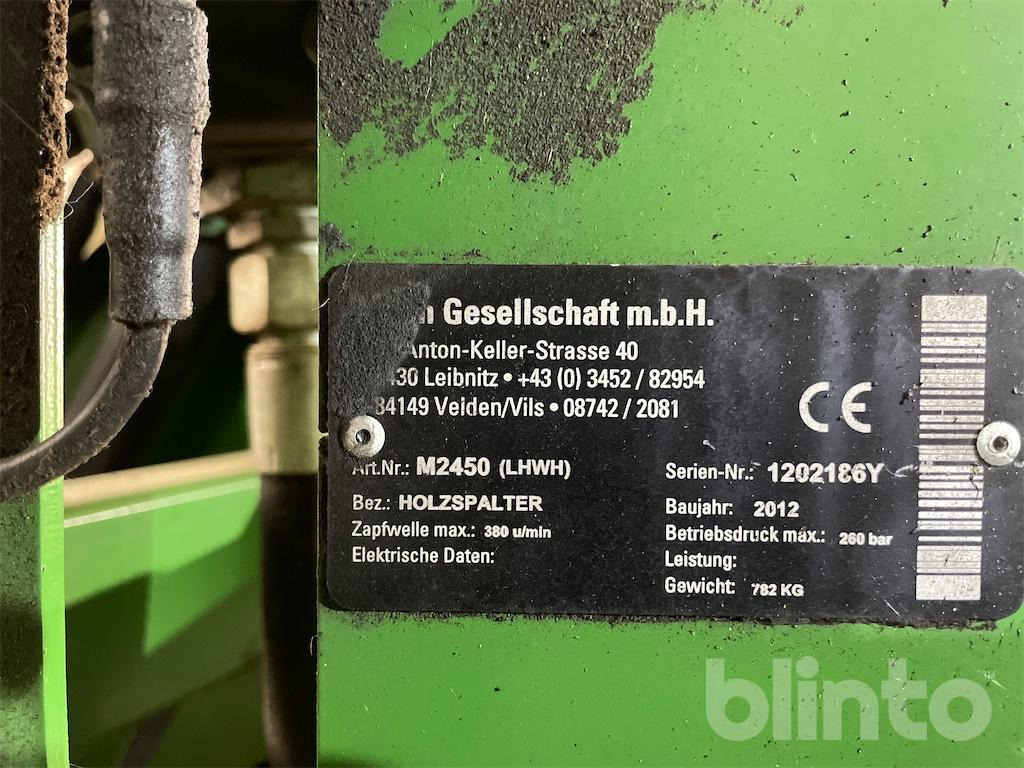 Gesellschaft m.b.H.
Anton-Keller-Strasse 40
Leibnitz • +43 (0) 3452 / 82954
84149 Veiden/Vils • 08742 / 2081
CE
Art.Nr.: M2450 (LHWH)
Serien-Nr.: 1202186Y
Bez.: HOLZSPALTER
Baujahr: 2012
Zapfwelle max.: 380 u/min
Betriebsdruck max.: 260 bar
Elektrische Daten:
Leistung:
Gewicht: 782 KG
blinto